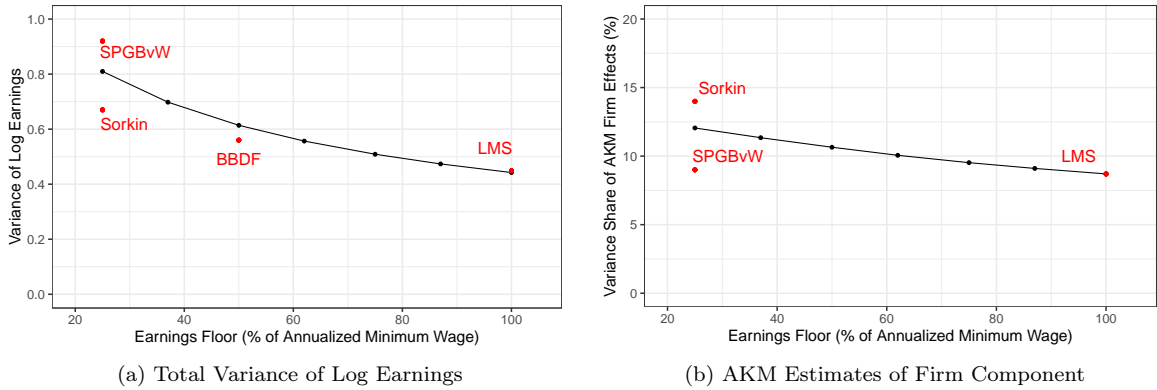 Variance of Log Earnings
1.0
0.8
0.6
0.4
0.2
0.0
SPGBvW
Sorkin
BBDF
LMS
20
40
60
80
100
Earnings Floor (% of Annualized Minimum Wage)
(a) Total Variance of Log Earnings
Variance Share of AKM Firm Effects (%)
20
15
10
5
0
Sorkin
SPGBvW
LMS
20
40
60
80
100
Earnings Floor (% of Annualized Minimum Wage)
(b) AKM Estimates of Firm Component